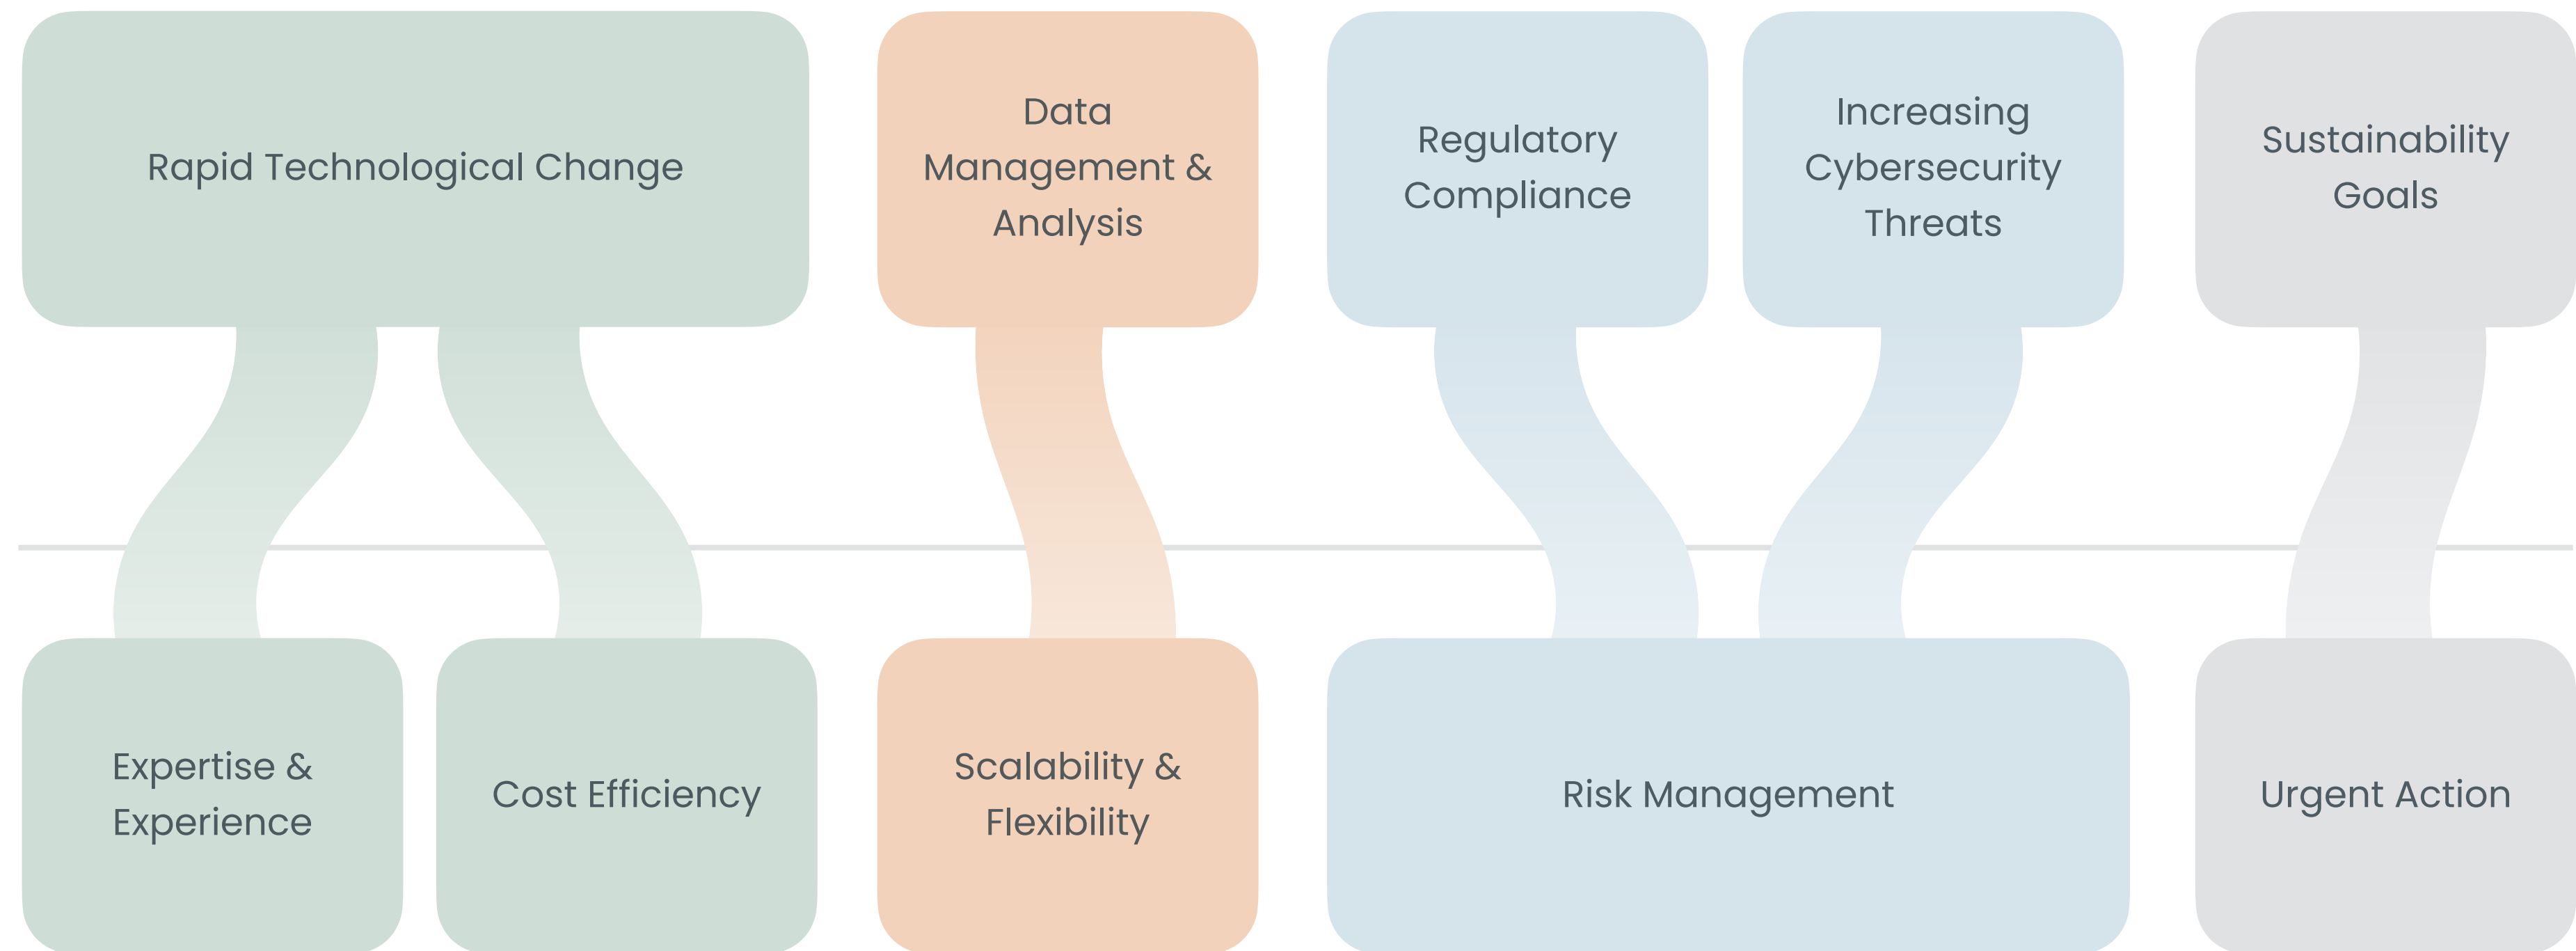 Rapid Technological Change
Data
Management &
Analysis
Regulatory
Compliance
Increasing
Cybersecurity
Threats
Sustainability
Goals
Expertise &
Experience
Cost Efficiency
Scalability &
Flexibility
Risk Management
Urgent Action